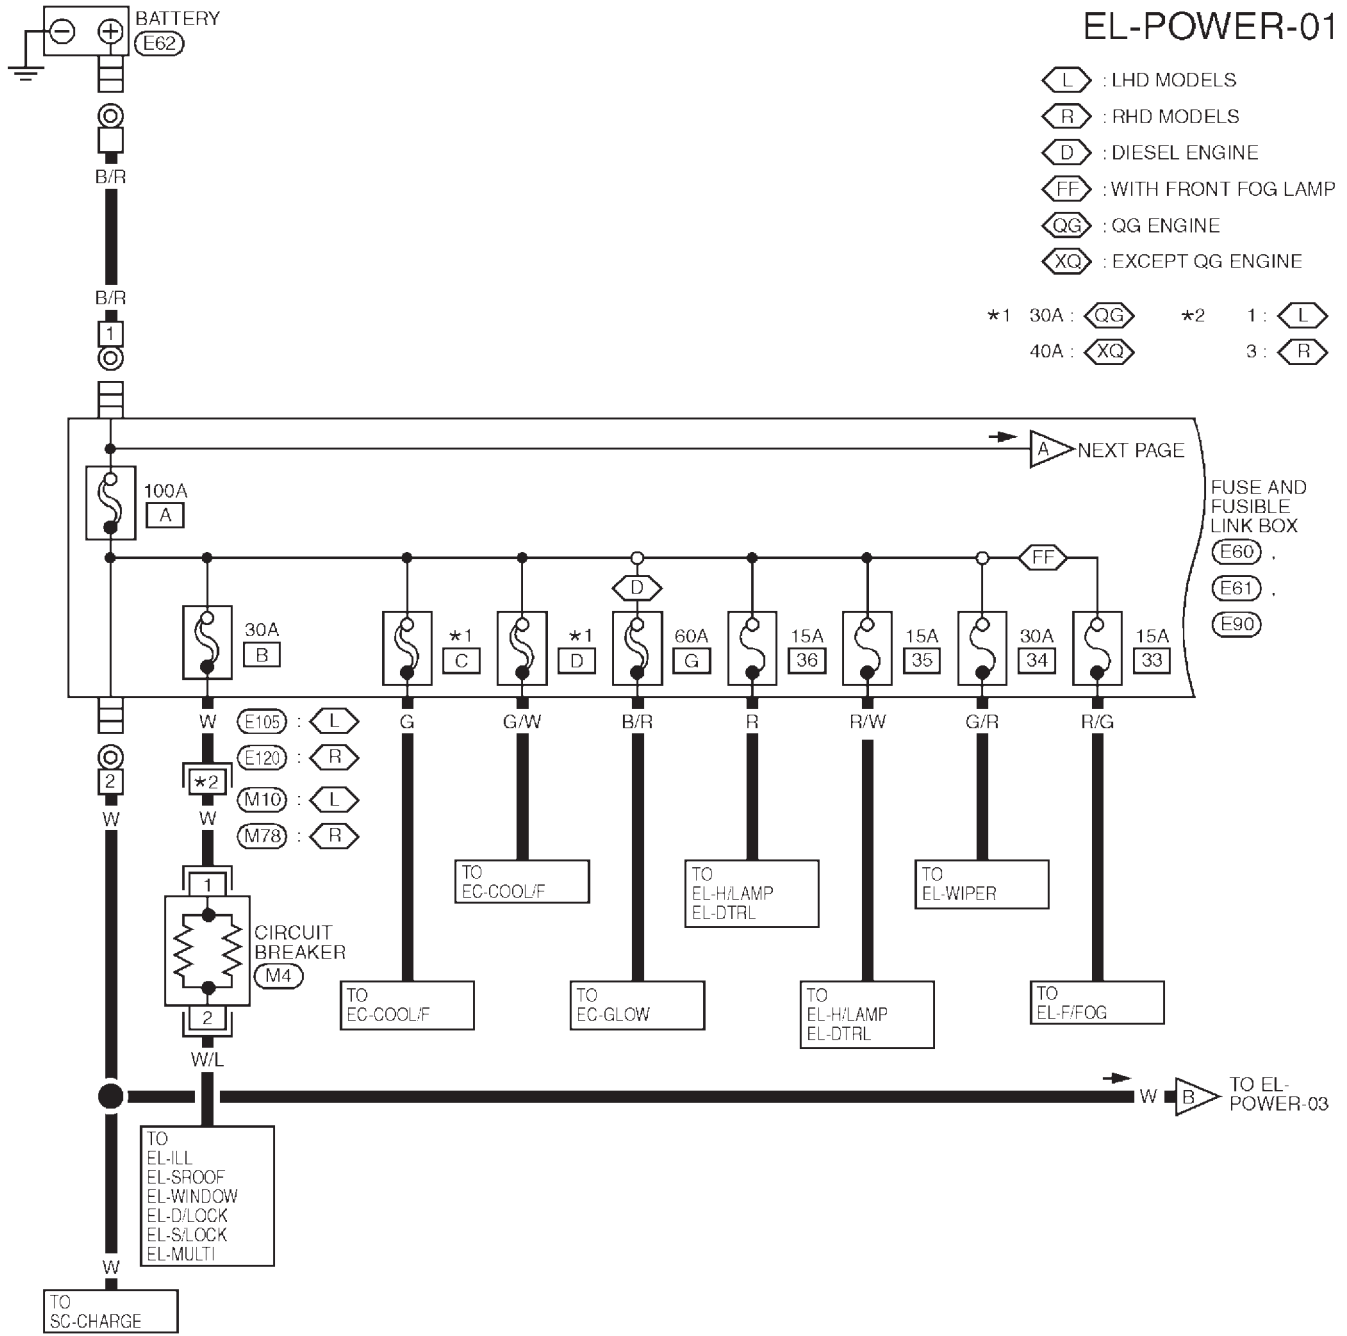 EL-POWER-01
BATTERY
E62
− +
L : LHD MODELS
R : RHD MODELS
D : DIESEL ENGINE
FF : WITH FRONT FOG LAMP
QG : QG ENGINE
XQ : EXCEPT QG ENGINE
*1 30A : QG
40A : XQ
*2 1 : L
3 : R
B/R
B/R
1
A NEXT PAGE
100A
A
FUSE AND
FUSIBLE
LINK BOX
E60 ,
E61 ,
E90
FF
D
30A
B
*1
C
*1
D
60A
G
15A
36
15A
35
30A
34
15A
33
W
G
G/W
B/R
R
R/W
G/R
R/G
E105 : L
E120 : R
M10 : L
M78 : R
2
*2
W
W
1
CIRCUIT
BREAKER
M4
2
W/L
TO
EC-COOL/F
TO
EC-COOL/F
TO
EC-GLOW
TO
EL-H/LAMP
EL-DTRL
TO
EL-H/LAMP
EL-DTRL
TO
EL-WIPER
TO
EL-F/FOG
W B TO EL-
POWER-03
TO
EL-ILL
EL-SROOF
EL-WINDOW
EL-D/LOCK
EL-S/LOCK
EL-MULTI
W
TO
SC-CHARGE